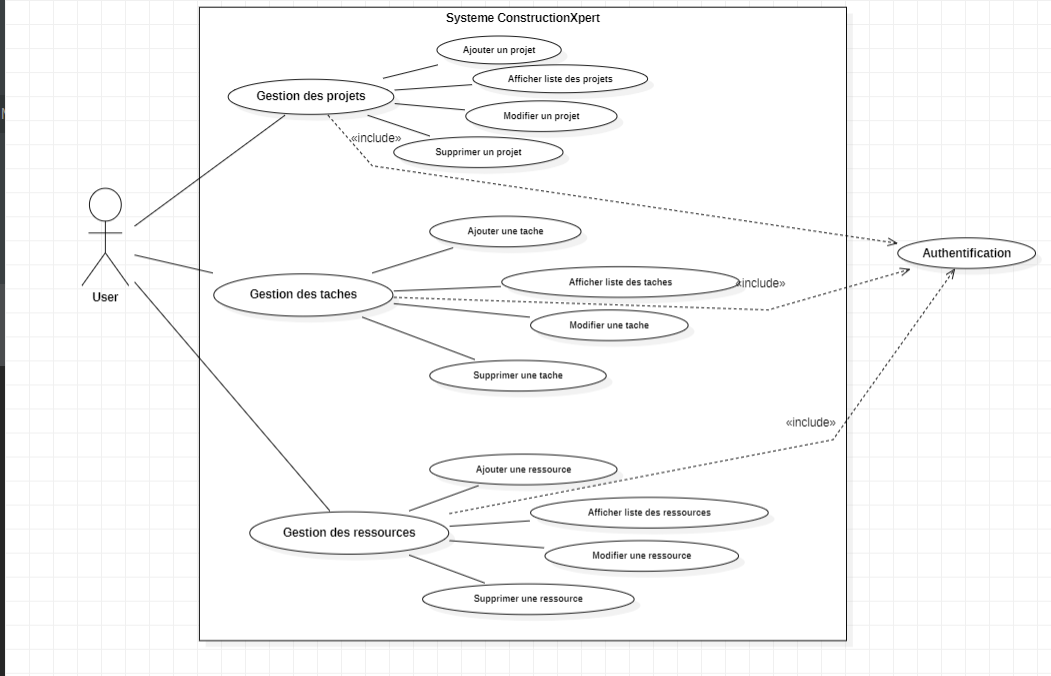 Systeme ConstructionXpert
Ajouter un projet
Afficher liste des projets
Gestion des projets
Modifier un projet
«include»
Supprimer un projet
Ajouter une tache
Authentification
Afficher liste des taches
«include»
Gestion des taches
User
Modifier une tache
Supprimer une tache
«include»
Ajouter une ressource
Afficher liste des ressources
Gestion des ressources
Modifier une ressource
Supprimer une ressource